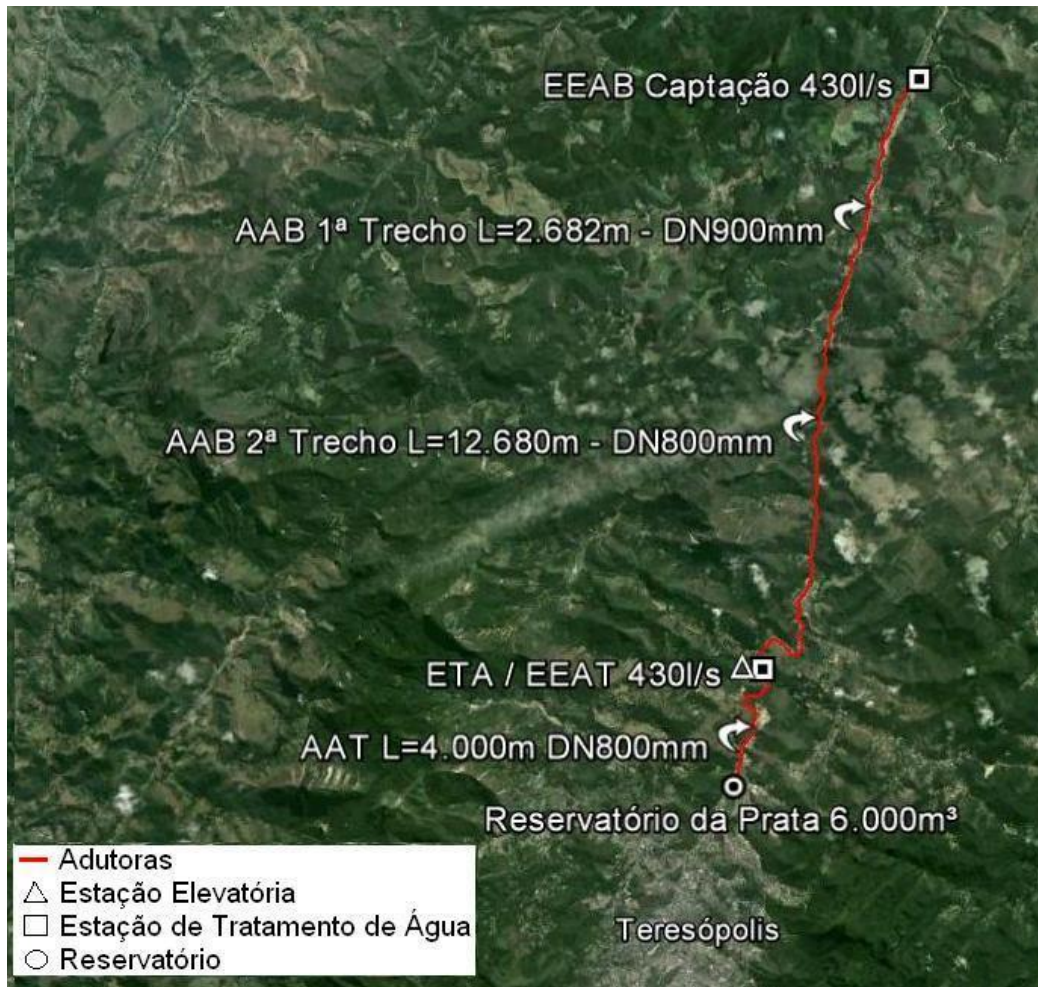 EEAB Captação 430l/s
AAB 1ª Trecho L=2.682m - DN900mm
AAB 2ª Trecho L=12.680m - DN800mm
ETA / EEAT 430l/s
AAT L=4.000m DN800mm
Reservatório da Prata 6.000m³
Adutoras
Estação Elevatória
Estação de Tratamento de Água
Reservatório
Teresópolis